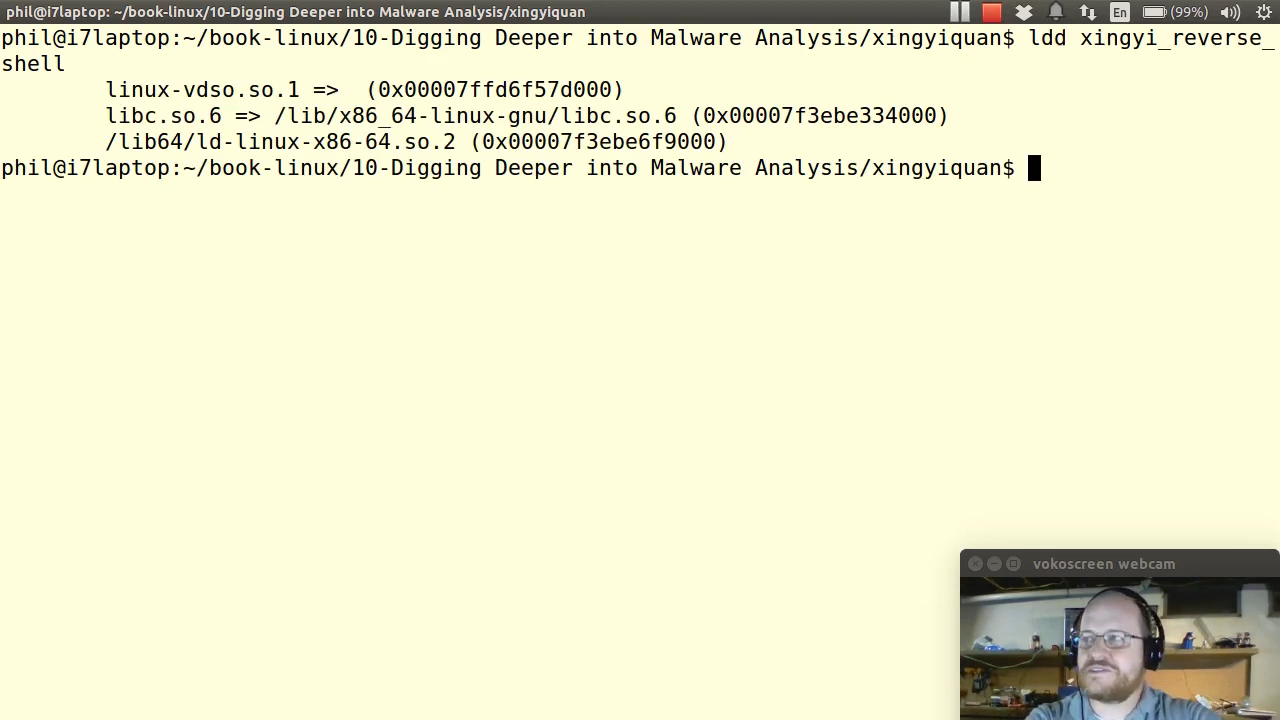 phil@i7laptop: ~/book-linux/10-Digging Deeper into Malware Analysis/xingyiquan
En
(99%)
phil@i7laptop:~/book-linux/10-Digging Deeper into Malware Analysis/xingyiquan$ ldd xingyi_reverse_
shell
linux-vdso.so.1 =>  (0x00007ffd6f57d000)
libc.so.6 => /lib/x86_64-linux-gnu/libc.so.6 (0x00007f3ebe334000)
/lib64/ld-linux-x86-64.so.2 (0x00007f3ebe6f9000)
phil@i7laptop:~/book-linux/10-Digging Deeper into Malware Analysis/xingyiquan$
vokoscreen webcam